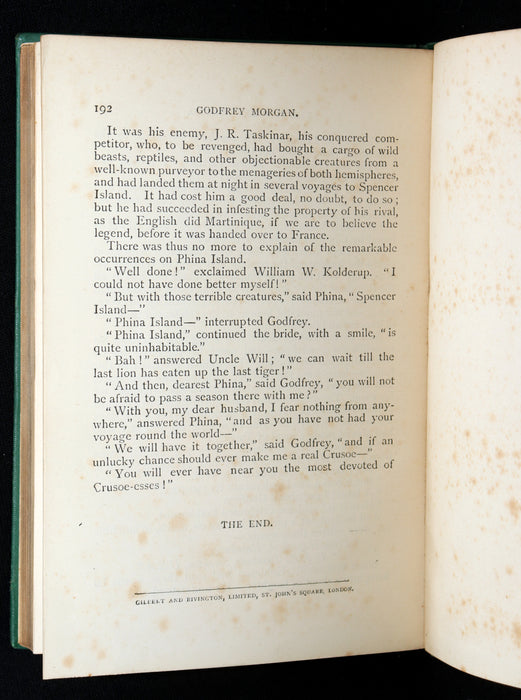 192 GODFREY MORGAN.
It was his enemy, J. R. Taskinar, his conquered com-
petitor, who, to be revenged, had bought a cargo of wild
beasts, reptiles, and other objectionable creatures from a
well-known purveyor to the menageries of both hemispheres,
and had landed them at night in several voyages to Spencer
Island. It had cost him a good deal, no doubt, to do so;
but he had succeeded in infesting the property of his rival,
as the English did Martinique, if we are to believe the
legend, before it was handed over to France.
There was thus no more to explain of the remarkable
occurrences on Phina Island.
"Well done!" exclaimed William W. Kolderup. "I
could not have done better myself!"
"But with those terrible creatures," said Phina, "Spencer
Island—"
"Phina Island—" interrupted Godfrey.
"Phina Island," continued the bride, with a smile, "is
quite uninhabitable."
"Bah!" answered Uncle Will; "we can wait till the
last lion has eaten up the last tiger!"
"And then, dearest Phina," said Godfrey, "you will not
be afraid to pass a season there with me?"
"With you, my dear husband, I fear nothing from any-
where," answered Phina, "and as you have not had your
voyage round the world—"
"We will have it together," said Godfrey, "and if an
unlucky chance should ever make me a real Crusoe—"
"You will ever have near you the most devoted of
Crusoe-esses!"
THE END.
GILBERT AND RIVINGTON, LIMITED, ST. JOHN'S SQUARE, LONDON.